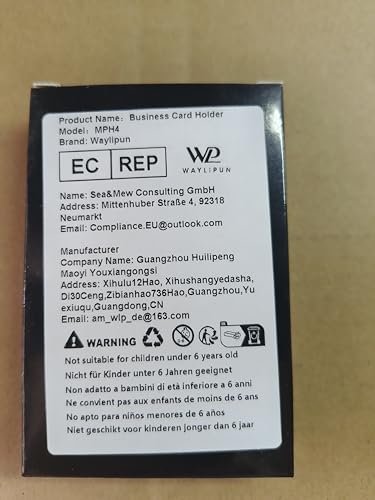 Product Name: Business Card Holder
Model: MPH4
Brand: Waylipun
EC REP
WP
WAYLIPUN
Name: Sea&Mew Consulting GmbH
Address: Mittenhuber Straße 4, 92318
Neumarkt
Email: Compliance.EU@outlook.com
Manufacturer
Company Name: Guangzhou Huilipeng
Maoyi Youxiangongsi
Address: Xihulu12Hao, Xihushangyedasha,
Di30Ceng,Zibianhao736Hao,Guangzhou,Yu
exiuqu,Guangdong,CN
Email: am_wlp_de@163.com
WARNING
Not suitable for children under 6 years old
Nicht für Kinder unter 6 Jahren geeignet
Non adatto a bambini di età inferiore a 6 anni
Ne convient pas aux enfants de moins de 6 ans
No apto para niños menores de 6 años
Niet geschikt voor kinderen jonger dan 6 jaar